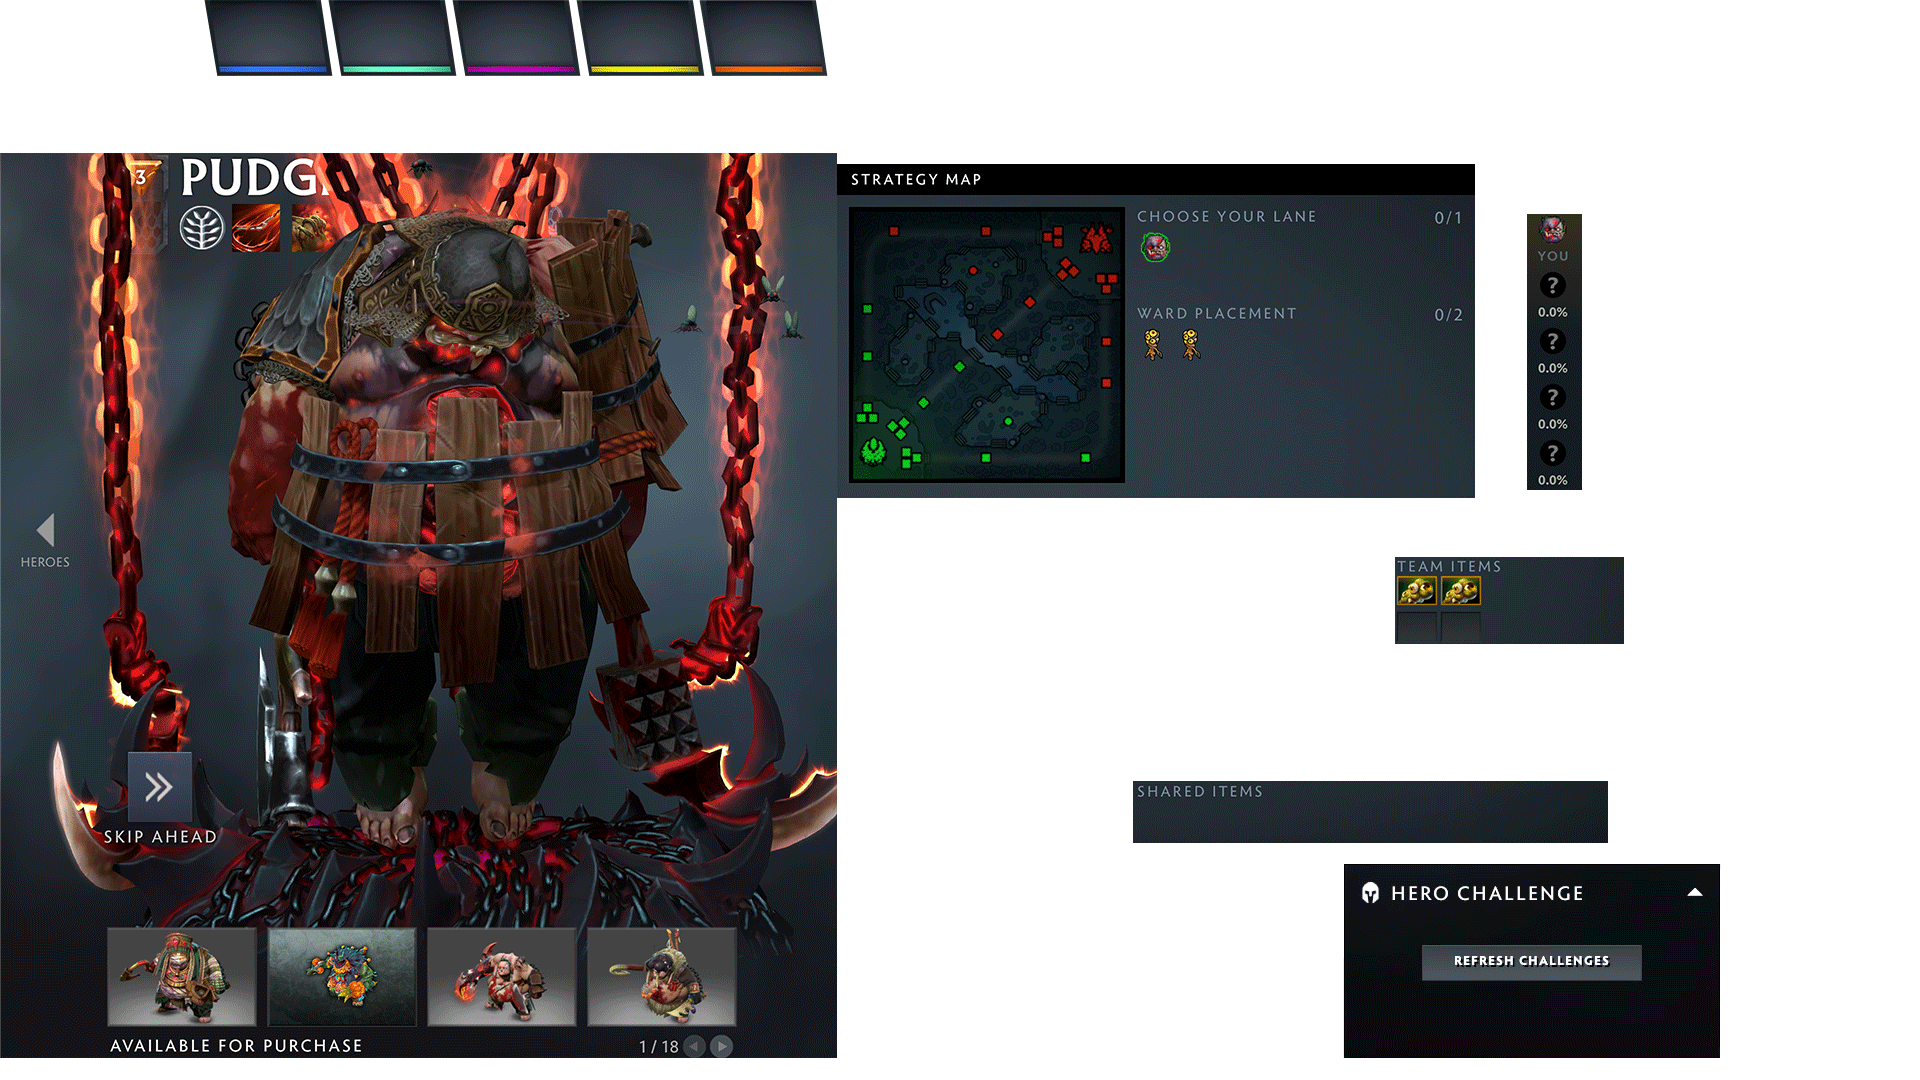 3
PUDG
HEROES
SKIP AHEAD
AVAILABLE FOR PURCHASE
1 / 18
STRATEGY MAP
CHOOSE YOUR LANE
0/1
WARD PLACEMENT
0/2
YOU
?
0.0%
?
0.0%
?
0.0%
?
0.0%
TEAM ITEMS
SHARED ITEMS
HERO CHALLENGE
REFRESH CHALLENGES